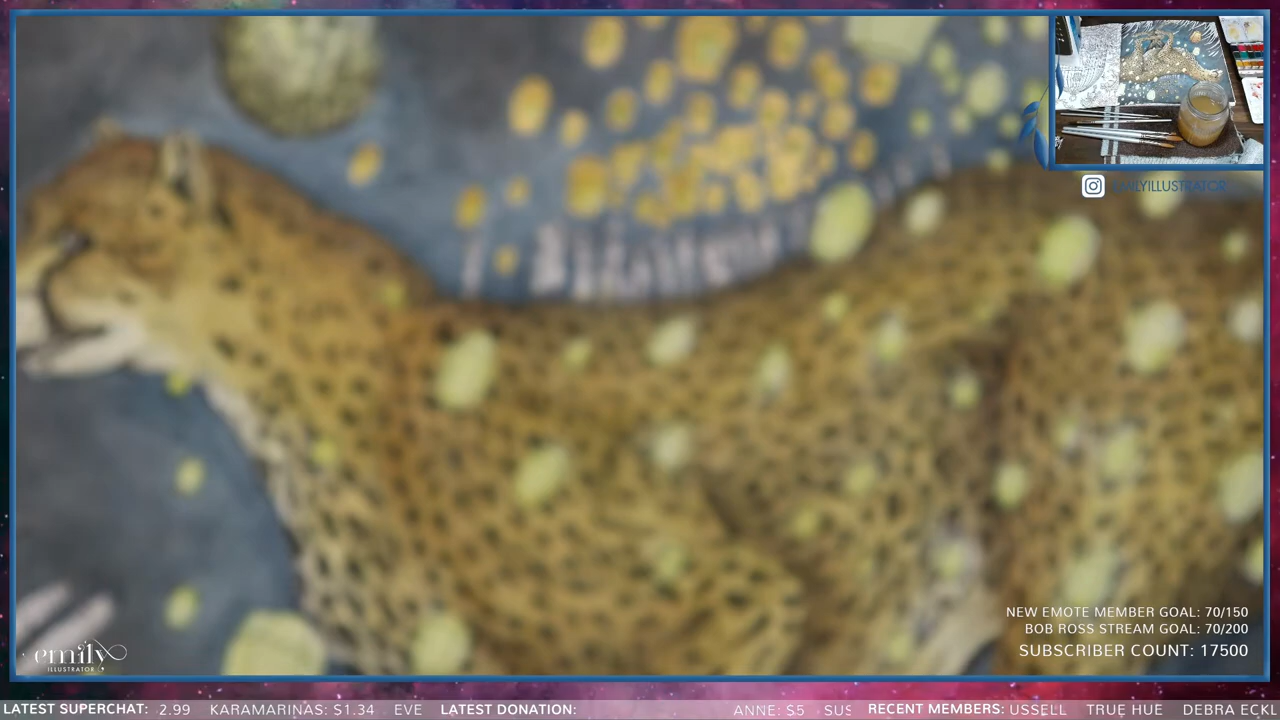 EMILYILLUSTRATOR
NEW EMOTE MEMBER GOAL: 70/150
BOB ROSS STREAM GOAL: 70/200
SUBSCRIBER COUNT: 17500
emily
ILLUSTRATOR
LATEST SUPERCHAT: 2.99 KARAMARINAS: $1.34 EVE LATEST DONATION: ANNE: $5 SUS RECENT MEMBERS: USSELL TRUE HUE DEBRA ECKL